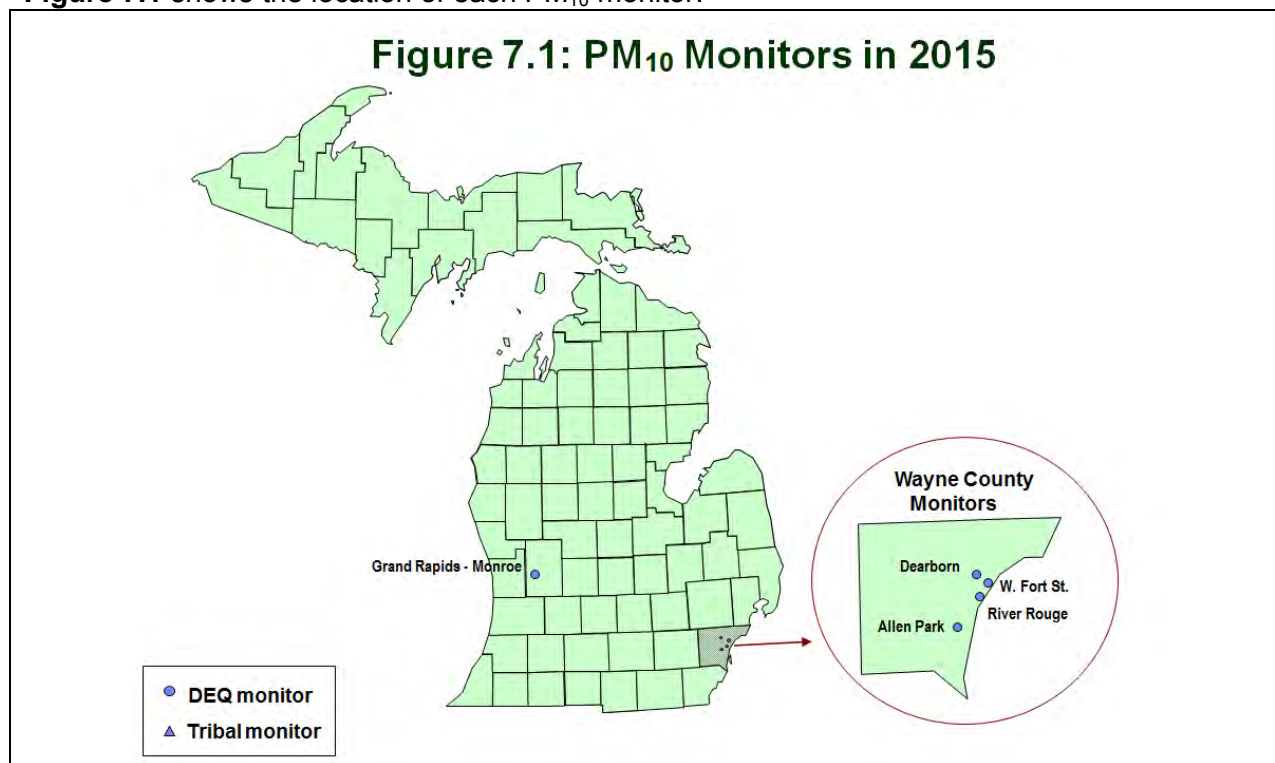 Figure 7.1: PM₁₀ Monitors in 2015
Wayne County
Monitors
Dearborn
W. Fort St.
River Rouge
Allen Park
Grand Rapids - Monroe
DEQ monitor
Tribal monitor